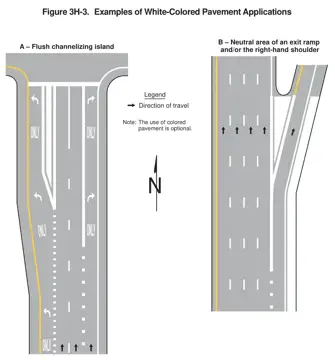 Figure 3H-3. Examples of White-Colored Pavement Applications
A – Flush channelizing island
B – Neutral area of an exit ramp
and/or the right-hand shoulder
Legend
Direction of travel
Note: The use of colored
pavement is optional.
N
ONLY
ONLY
ONLY
ONLY
ONLY